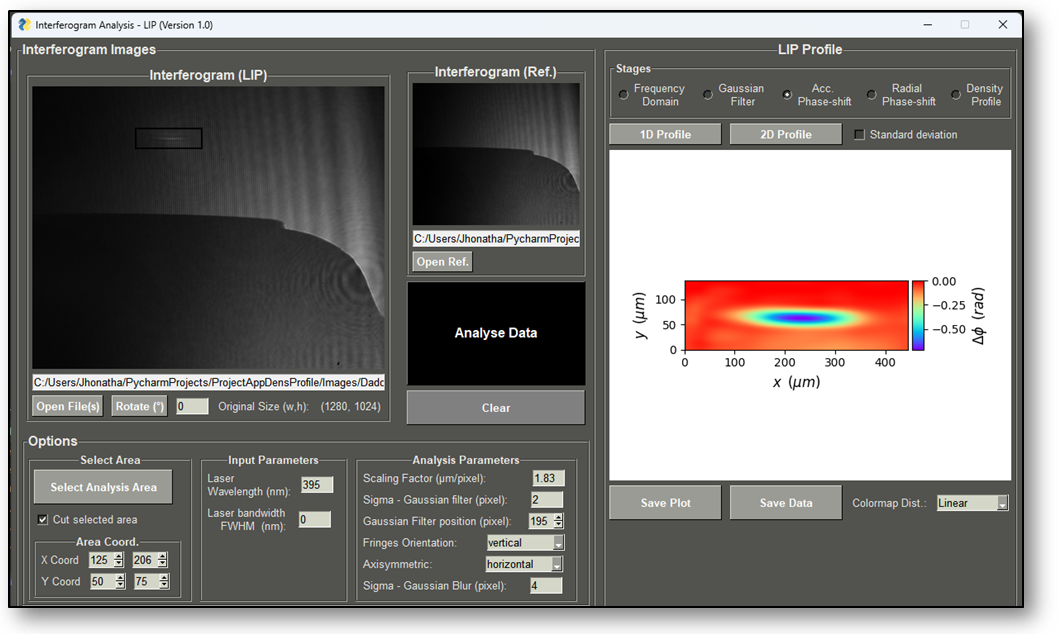 Interferogram Analysis - LIP (Version 1.0)
Interferogram Images
Interferogram (LIP)
C:/Users/Jhonatha/PycharmProjects/ProjectAppDensProfile/Images/Dadc
Open File(s)
Rotate (°)
0
Original Size (w,h): (1280, 1024)
Interferogram (Ref.)
C:/Users/Jhonatha/PycharmProjec
Open Ref.
Analyse Data
Clear
Options
Select Area
Select Analysis Area
Cut selected area
Area Coord.
X Coord 125 206
Y Coord 50 75
Input Parameters
Laser
Wavelength (nm): 395
Laser bandwidth
FWHM (nm): 0
Analysis Parameters
Scaling Factor (µm/pixel): 1.83
Sigma - Gaussian filter (pixel): 2
Gaussian Filter position (pixel): 195
Fringes Orientation: vertical
Axisymmetric: horizontal
Sigma - Gaussian Blur (pixel): 4
LIP Profile
Stages
Frequency
Domain
Gaussian
Filter
Acc.
Phase-shift
Radial
Phase-shift
Density
Profile
1D Profile
2D Profile
Standard deviation
y (µm)
100
50
0
0 100 200 300 400
x (µm)
0.00
−0.25
−0.50
Δϕ (rad)
Save Plot
Save Data
Colormap Dist.: Linear